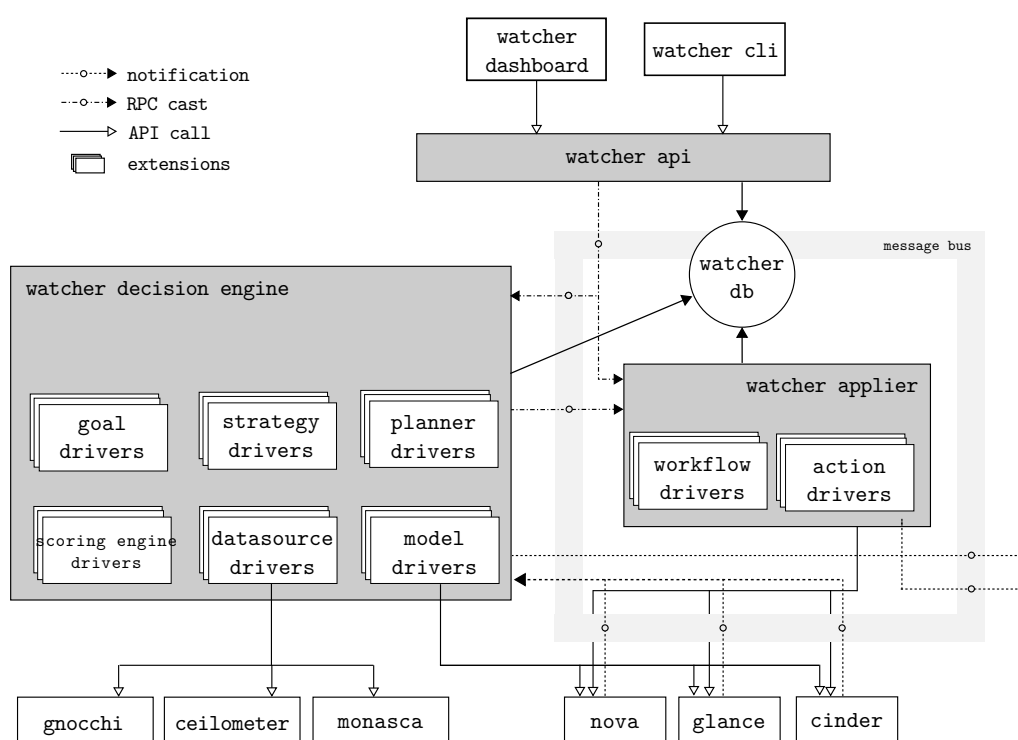 watcher
dashboard
watcher cli
notification
RPC cast
API call
extensions
watcher api
message bus
watcher
db
watcher decision engine
watcher applier
goal
drivers
strategy
drivers
planner
drivers
workflow
drivers
action
drivers
scoring engine
drivers
datasource
drivers
model
drivers
gnocchi
ceilometer
monasca
nova
glance
cinder